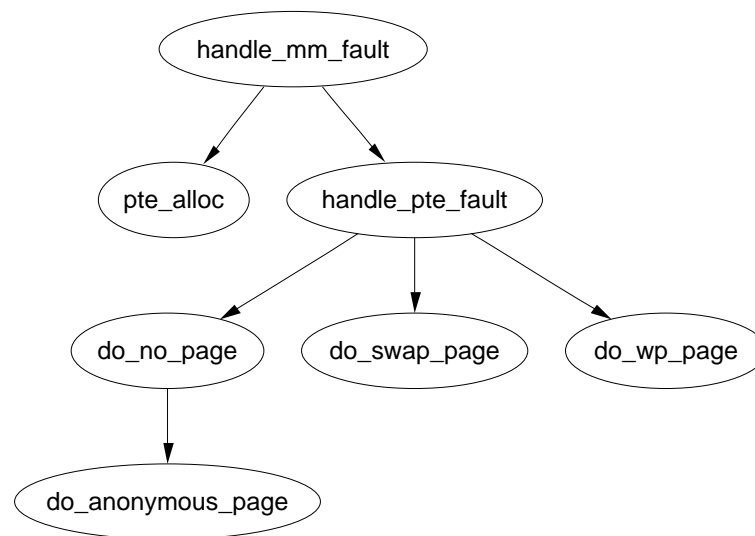 handle_mm_fault
pte_alloc
handle_pte_fault
do_no_page
do_swap_page
do_wp_page
do_anonymous_page